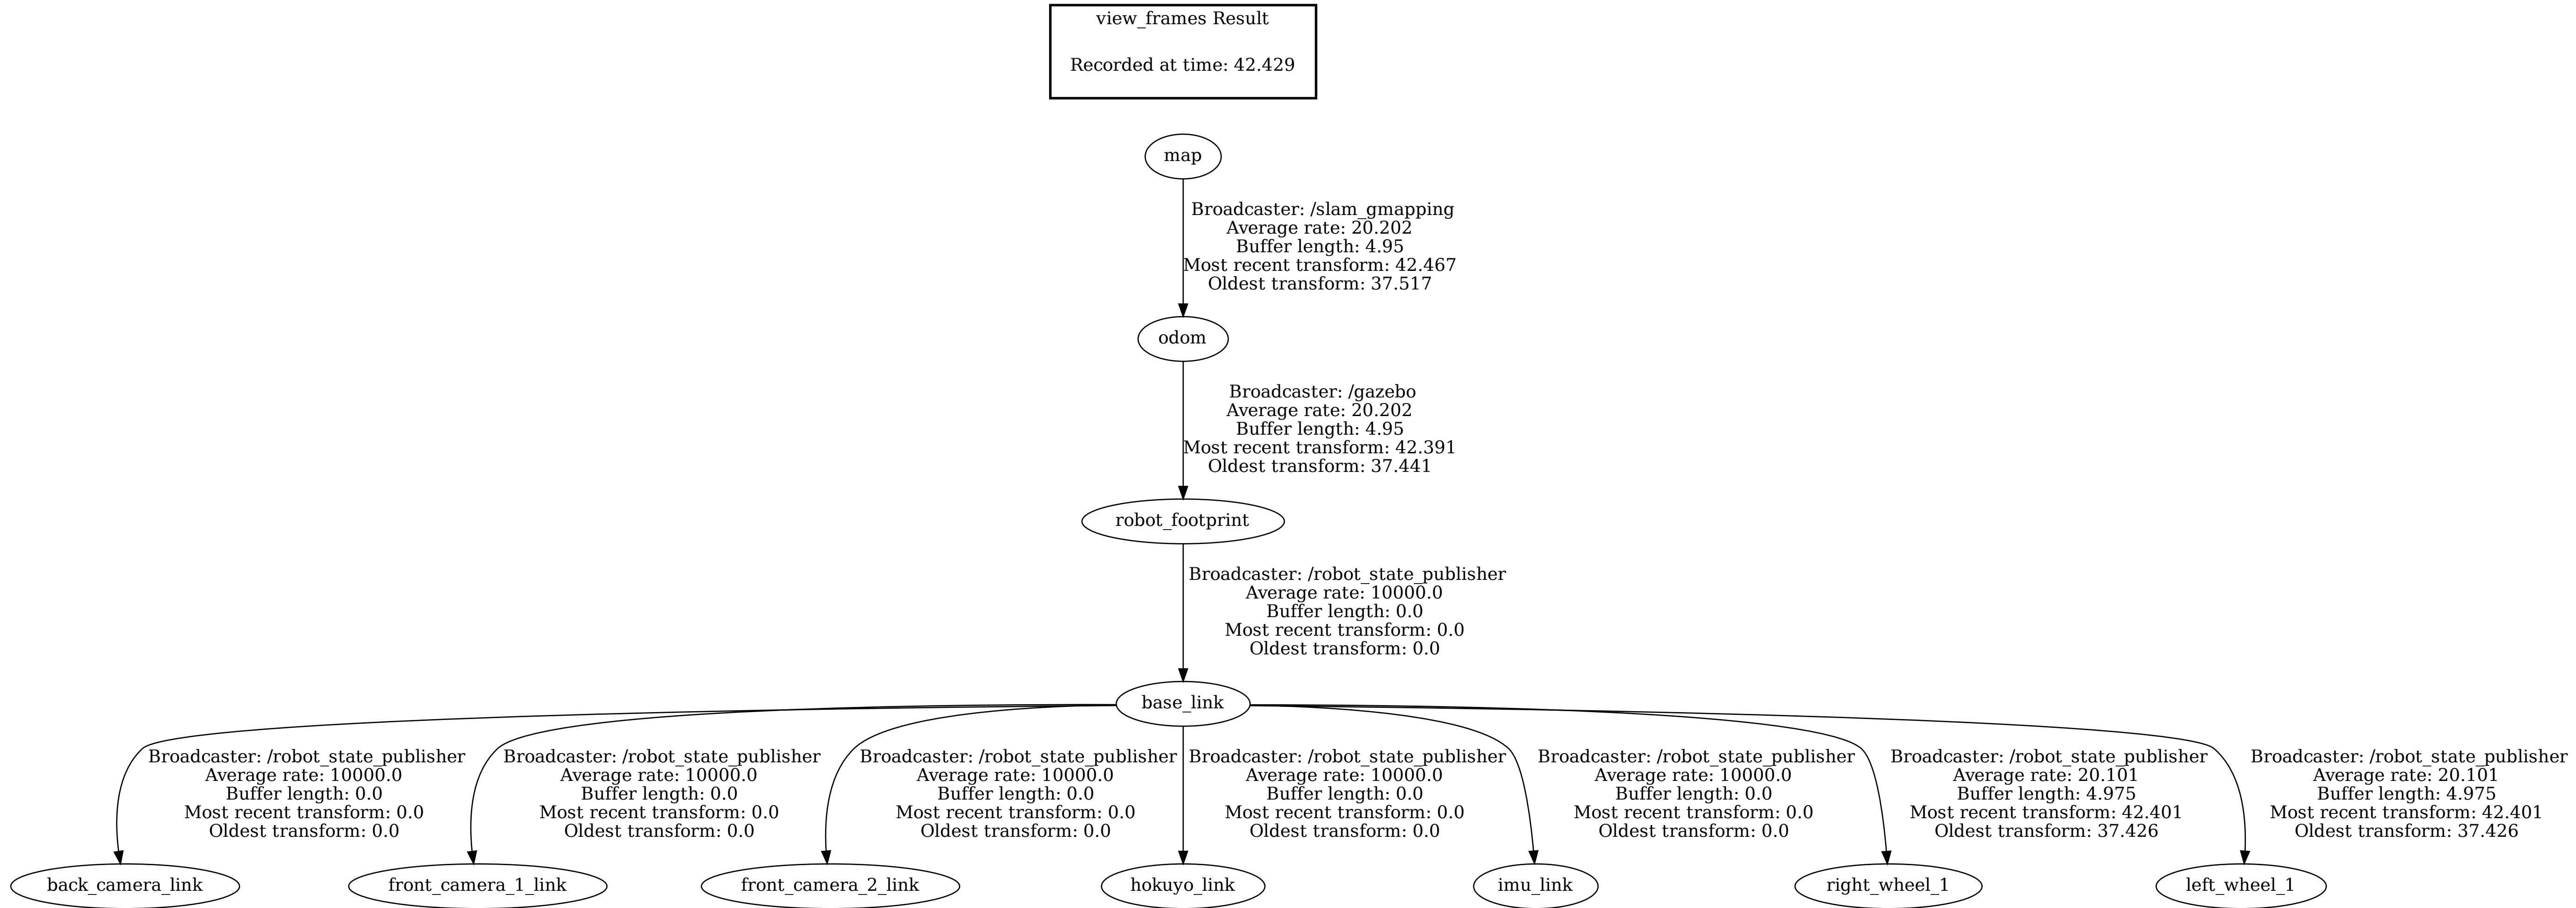 view_frames Result
Recorded at time: 42.429
map
Broadcaster: /slam_gmapping
Average rate: 20.202
Buffer length: 4.95
Most recent transform: 42.467
Oldest transform: 37.517
odom
Broadcaster: /gazebo
Average rate: 20.202
Buffer length: 4.95
Most recent transform: 42.391
Oldest transform: 37.441
robot_footprint
Broadcaster: /robot_state_publisher
Average rate: 10000.0
Buffer length: 0.0
Most recent transform: 0.0
Oldest transform: 0.0
base_link
Broadcaster: /robot_state_publisher
Average rate: 10000.0
Buffer length: 0.0
Most recent transform: 0.0
Oldest transform: 0.0
Broadcaster: /robot_state_publisher
Average rate: 10000.0
Buffer length: 0.0
Most recent transform: 0.0
Oldest transform: 0.0
Broadcaster: /robot_state_publisher
Average rate: 10000.0
Buffer length: 0.0
Most recent transform: 0.0
Oldest transform: 0.0
Broadcaster: /robot_state_publisher
Average rate: 10000.0
Buffer length: 0.0
Most recent transform: 0.0
Oldest transform: 0.0
Broadcaster: /robot_state_publisher
Average rate: 10000.0
Buffer length: 0.0
Most recent transform: 0.0
Oldest transform: 0.0
Broadcaster: /robot_state_publisher
Average rate: 20.101
Buffer length: 4.975
Most recent transform: 42.401
Oldest transform: 37.426
Broadcaster: /robot_state_publisher
Average rate: 20.101
Buffer length: 4.975
Most recent transform: 42.401
Oldest transform: 37.426
back_camera_link
front_camera_1_link
front_camera_2_link
hokuyo_link
imu_link
right_wheel_1
left_wheel_1